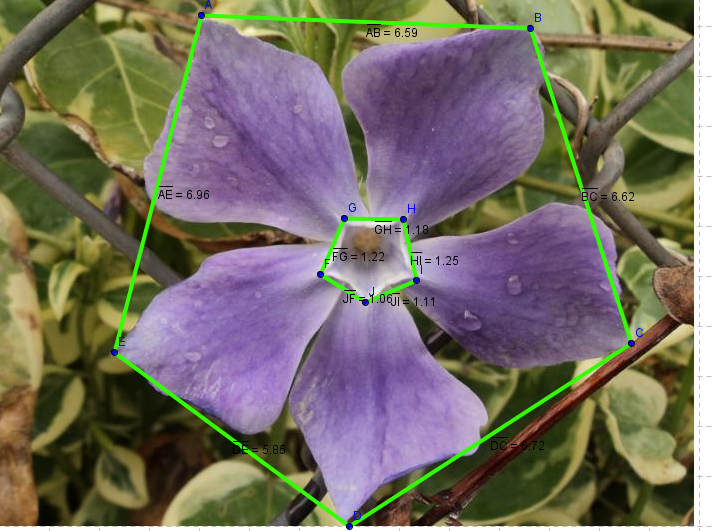 A
B
AB = 6.59
AE = 6.96
BC = 6.62
G
H
GH = 1.18
FG = 1.22
HI = 1.25
F
I
J
JF = 1.06
JI = 1.11
C
E
DE = 5.85
DC = 6.72
D